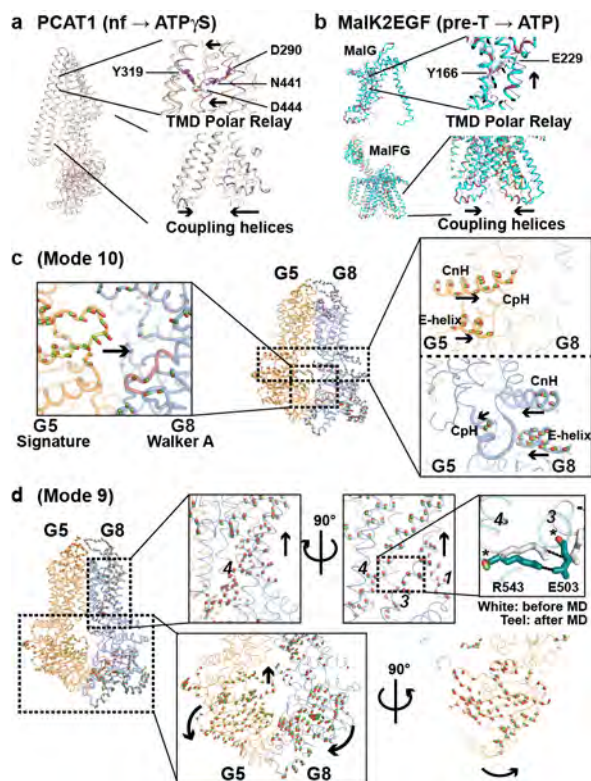 a PCAT1 (nf → ATPγS)
D290
Y319
N441
D444
TMD Polar Relay
Coupling helices
b MalK2EGF (pre-T → ATP)
MalG
E229
Y166
TMD Polar Relay
MalFG
Coupling helices
c (Mode 10)
G5 G8
G5 G8
Signature Walker A
CnH
CpH
E-helix
G5 G8
CnH
CpH
E-helix
G5 G8
d (Mode 9)
G5 G8
4
90°
4 1
3
4 3
* *
R543 E503
White: before MD
Teel: after MD
G5 G8
90°